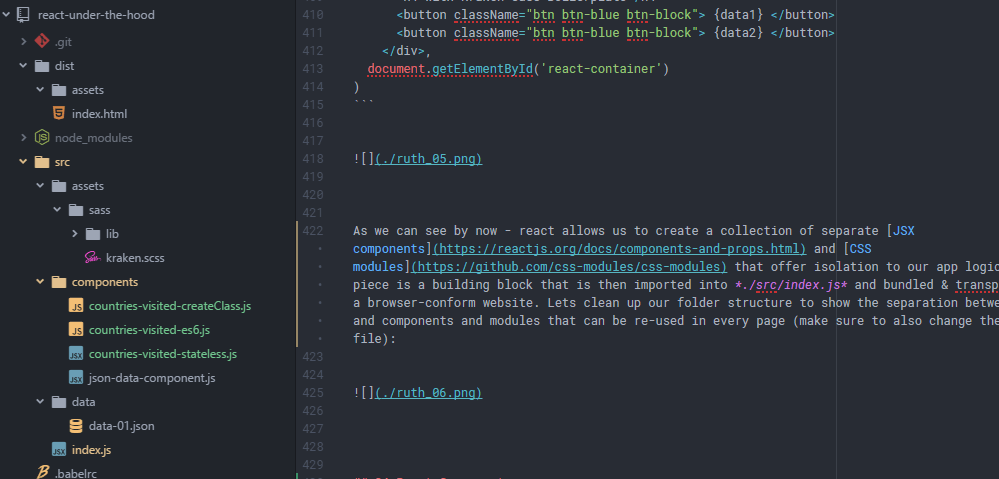 react-under-the-hood
.git
dist
assets
index.html
node_modules
src
assets
sass
lib
kraken.scss
components
countries-visited-createClass.js
countries-visited-es6.js
countries-visited-stateless.js
json-data-component.js
data
data-01.json
index.js
.babelrc
410 <button className="btn btn-blue btn-block"> {data1} </button>
411 <button className="btn btn-blue btn-block"> {data2} </button>
412 </div>,
413 document.getElementById('react-container')
414 )
415 ```
416
417
418 ![](./ruth_05.png)
419
420
421
422 As we can see by now - react allows us to create a collection of separate [JSX
components](https://reactjs.org/docs/components-and-props.html) and [CSS
modules](https://github.com/css-modules/css-modules) that offer isolation to our app logic
piece is a building block that is then imported into *./src/index.js* and bundled & transp
a browser-conform website. Lets clean up our folder structure to show the separation betwe
and components and modules that can be re-used in every page (make sure to also change the
file):
423
424
425 ![](./ruth_06.png)
426
427
428
429